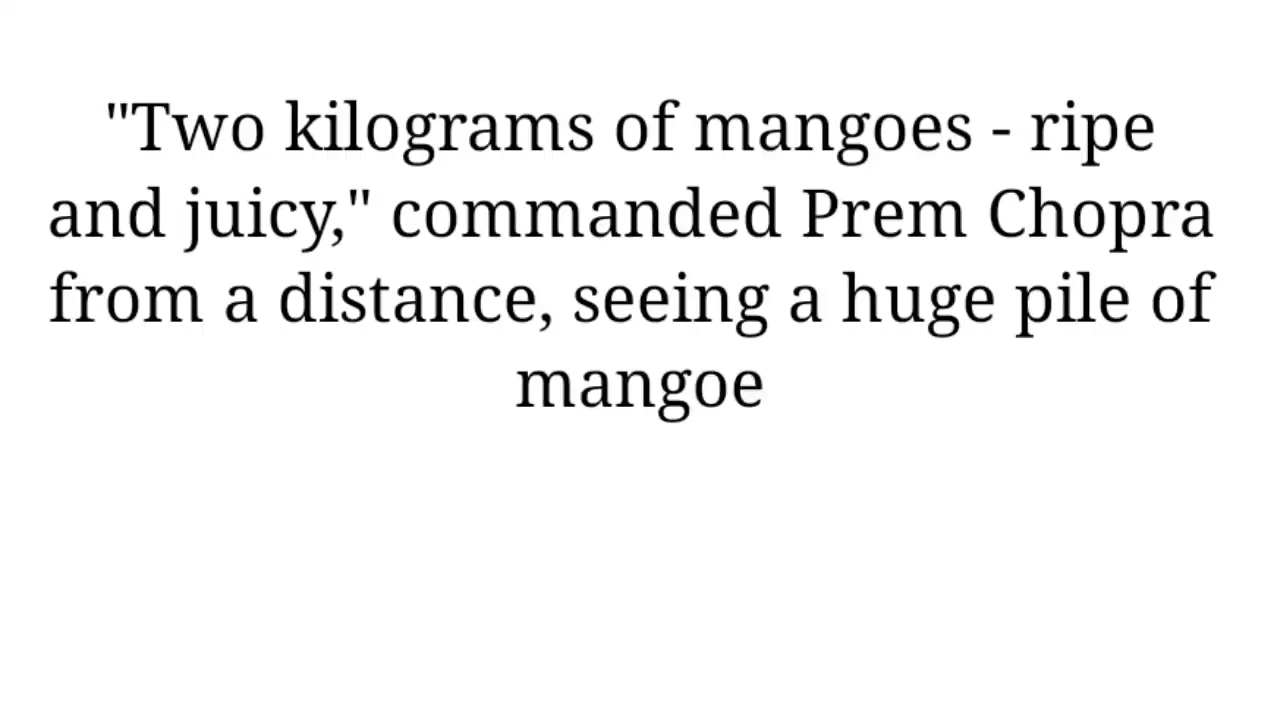 "Two kilograms of mangoes - ripe
and juicy," commanded Prem Chopra
from a distance, seeing a huge pile of
mangoe